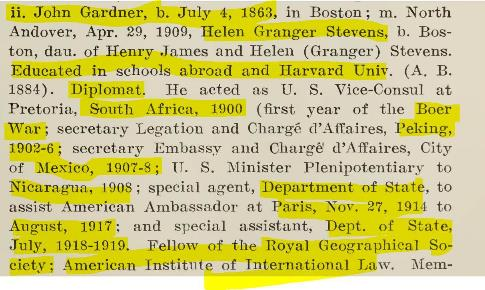 ii. John Gardner, b. July 4, 1863, in Boston; m. North
Andover, Apr. 29, 1909, Helen Granger Stevens, b. Bos-
ton, dau. of Henry James and Helen (Granger) Stevens.
Educated in schools abroad and Harvard Univ. (A. B.
1884). Diplomat. He acted as U. S. Vice-Consul at
Pretoria, South Africa, 1900 (first year of the Boer
War; secretary Legation and Chargé d'Affaires, Peking,
1902-6; secretary Embassy and Chargè d'Affaires, City
of Mexico, 1907-8; U. S. Minister Plenipotentiary to
Nicaragua, 1908; special agent, Department of State, to
assist American Ambassador at Paris, Nov. 27, 1914 to
August, 1917; and special assistant, Dept. of State,
July, 1918-1919. Fellow of the Royal Geographical So-
ciety; American Institute of International Law. Mem-